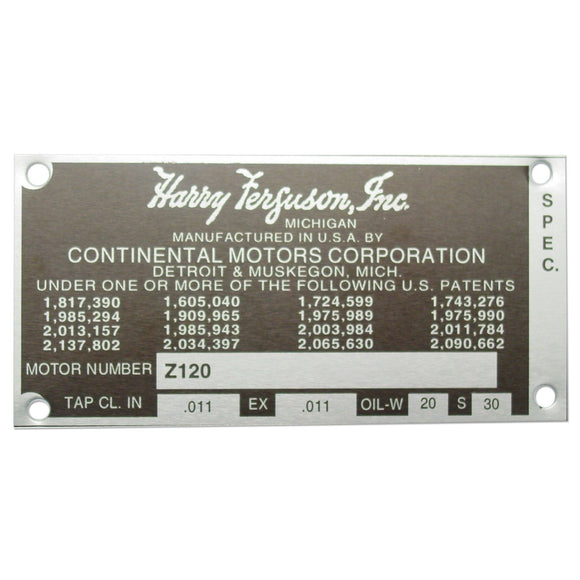 Harry Ferguson, Inc.
MICHIGAN
MANUFACTURED IN U.S.A. BY
CONTINENTAL MOTORS CORPORATION
DETROIT & MUSKEGON, MICH.
UNDER ONE OR MORE OF THE FOLLOWING U.S. PATENTS
1,817,390 1,605,040 1,724,599 1,743,276
1,985,294 1,909,965 1,975,989 1,975,990
2,013,157 1,985,943 2,003,984 2,011,784
2,137,802 2,034,397 2,065,630 2,090,662
MOTOR NUMBER Z120
TAP CL. IN .011 EX .011 OIL-W 20 S 30
SPEC.